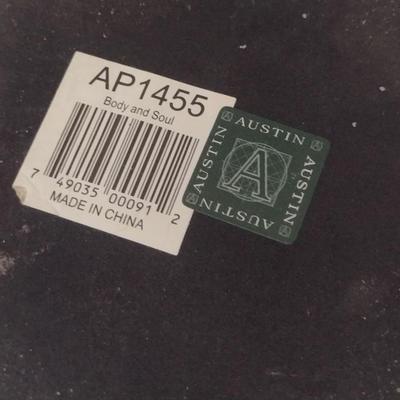 AP1455
Body and Soul
7 49035 00091 2
MADE IN CHINA
AUSTIN
AUSTIN
A
AUSTIN
AUSTIN